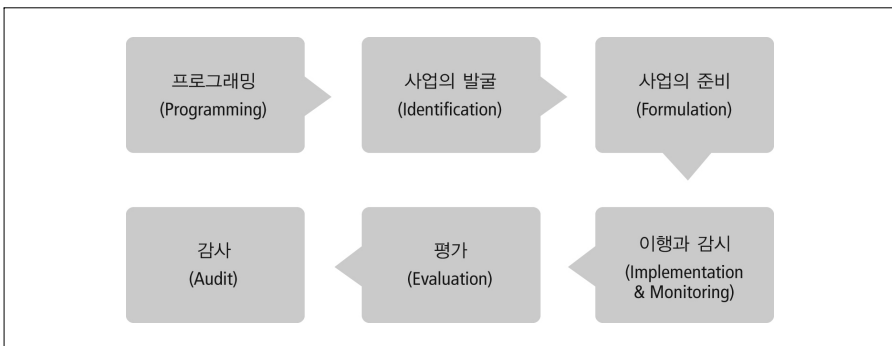 프로그래밍
(Programming)
사업의 발굴
(Identification)
사업의 준비
(Formulation)
이행과 감시
(Implementation
& Monitoring)
평가
(Evaluation)
감사
(Audit)